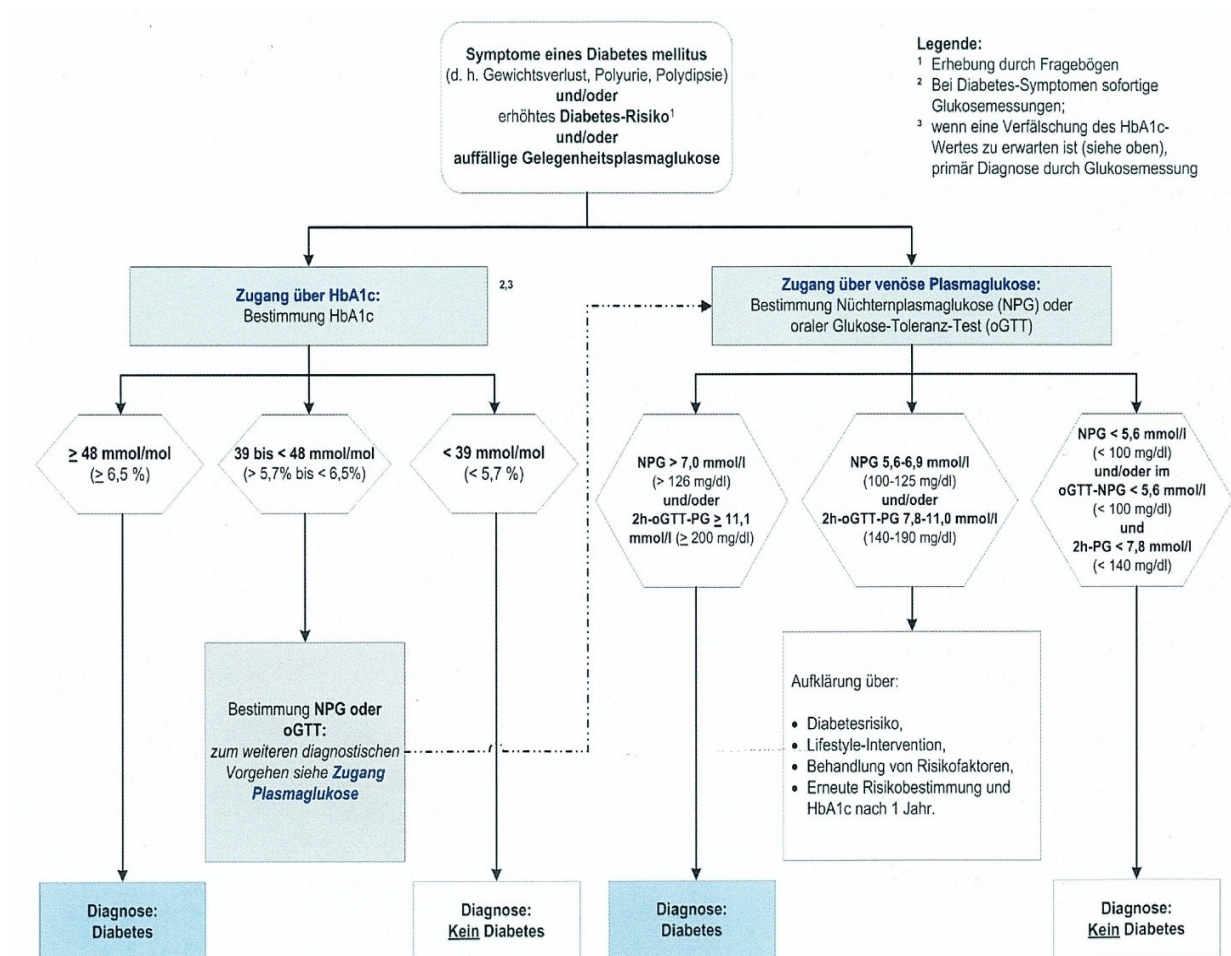 Symptome eines Diabetes mellitus
(d. h. Gewichtsverlust, Polyurie, Polydipsie)
und/oder
erhöhtes Diabetes-Risiko¹
und/oder
auffällige Gelegenheitsplasmaglukose
Legende:
¹ Erhebung durch Fragebögen
² Bei Diabetes-Symptomen sofortige
Glukosemessungen;
³ wenn eine Verfälschung des HbA1c-
Wertes zu erwarten ist (siehe oben),
primär Diagnose durch Glukosemessung
Zugang über HbA1c:
Bestimmung HbA1c
2,3
Zugang über venöse Plasmaglukose:
Bestimmung Nüchternplasmaglukose (NPG) oder
oraler Glukose-Toleranz-Test (oGTT)
≥ 48 mmol/mol
(≥ 6,5 %)
39 bis < 48 mmol/mol
(> 5,7% bis < 6,5%)
< 39 mmol/mol
(< 5,7 %)
NPG > 7,0 mmol/l
(> 126 mg/dl)
und/oder
2h-oGTT-PG ≥ 11,1
mmol/l (≥ 200 mg/dl)
NPG 5,6-6,9 mmol/l
(100-125 mg/dl)
und/oder
2h-oGTT-PG 7,8-11,0 mmol/l
(140-190 mg/dl)
NPG < 5,6 mmol/l
(< 100 mg/dl)
und/oder im
oGTT-NPG < 5,6 mmol/l
(< 100 mg/dl)
und
2h-PG < 7,8 mmol/l
(< 140 mg/dl)
Bestimmung NPG oder
oGTT:
zum weiteren diagnostischen
Vorgehen siehe Zugang
Plasmaglukose
Aufklärung über:
• Diabetesrisiko,
• Lifestyle-Intervention,
• Behandlung von Risikofaktoren,
• Erneute Risikobestimmung und
HbA1c nach 1 Jahr.
Diagnose:
Diabetes
Diagnose:
Kein Diabetes
Diagnose:
Diabetes
Diagnose:
Kein Diabetes